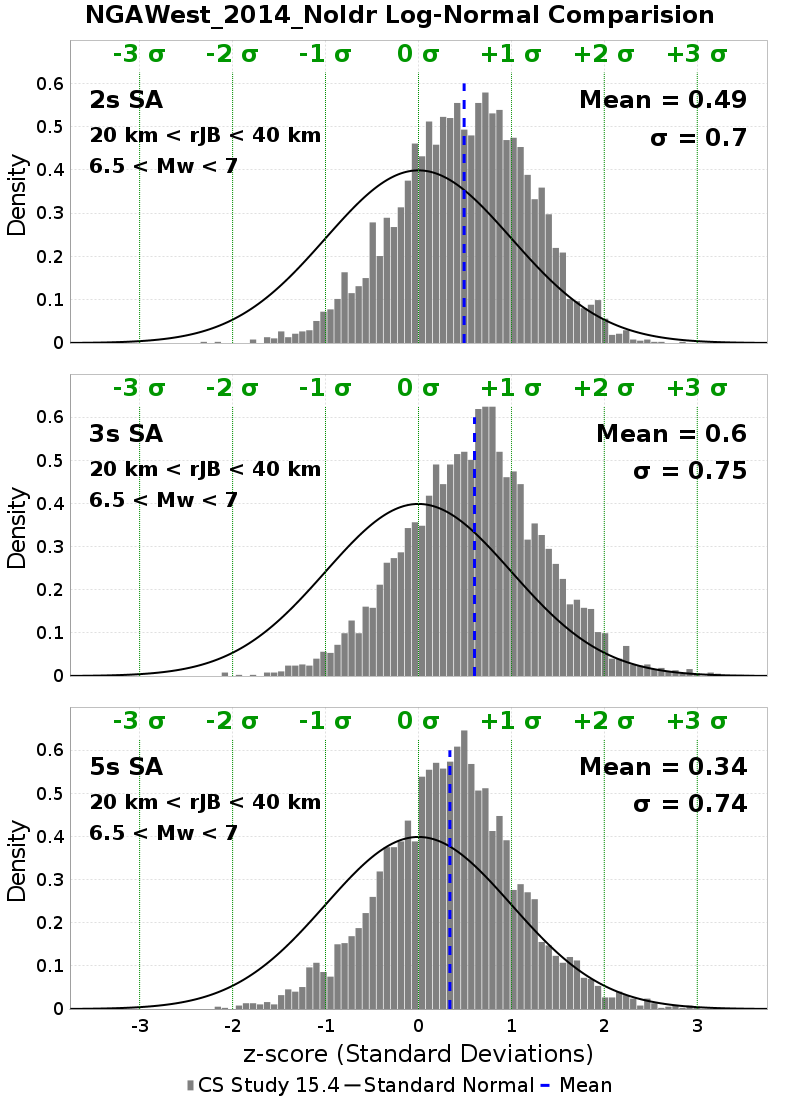 NGAWest_2014_NoIdr Log-Normal Comparision
-3 σ -2 σ -1 σ 0 σ +1 σ +2 σ +3 σ
0.6
2s SA Mean = 0.49
0.5
20 km < rJB < 40 km σ = 0.7
0.4
6.5 < Mw < 7
0.3
0.2
0.1
0
Density
-3 σ -2 σ -1 σ 0 σ +1 σ +2 σ +3 σ
0.6
3s SA Mean = 0.6
0.5
20 km < rJB < 40 km σ = 0.75
0.4
6.5 < Mw < 7
0.3
0.2
0.1
0
Density
-3 σ -2 σ -1 σ 0 σ +1 σ +2 σ +3 σ
0.6
5s SA Mean = 0.34
0.5
20 km < rJB < 40 km σ = 0.74
0.4
6.5 < Mw < 7
0.3
0.2
0.1
0
Density
-3 -2 -1 0 1 2 3
z-score (Standard Deviations)
CS Study 15.4 Standard Normal Mean